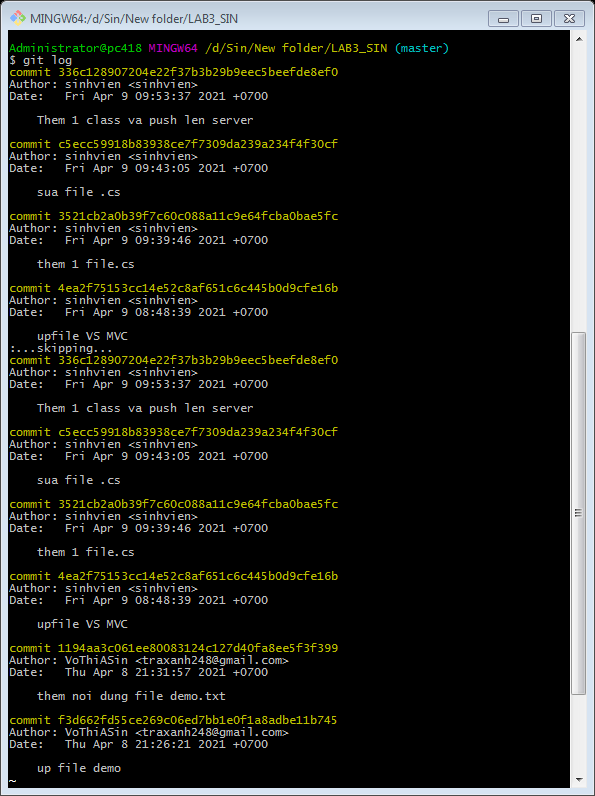 MINGW64:/d/Sin/New folder/LAB3_SIN
Administrator@pc418 MINGW64 /d/Sin/New folder/LAB3_SIN (master)
$ git log
commit 336c128907204e22f37b3b29b9eec5beefde8ef0
Author: sinhvien <sinhvien>
Date:   Fri Apr 9 09:53:37 2021 +0700
    Them 1 class va push len server
commit c5ecc59918b83938ce7f7309da239a234f4f30cf
Author: sinhvien <sinhvien>
Date:   Fri Apr 9 09:43:05 2021 +0700
    sua file .cs
commit 3521cb2a0b39f7c60c088a11c9e64fcba0bae5fc
Author: sinhvien <sinhvien>
Date:   Fri Apr 9 09:39:46 2021 +0700
    them 1 file.cs
commit 4ea2f75153cc14e52c8af651c6c445b0d9cfe16b
Author: sinhvien <sinhvien>
Date:   Fri Apr 9 08:48:39 2021 +0700
    upfile VS MVC
:...skipping...
commit 336c128907204e22f37b3b29b9eec5beefde8ef0
Author: sinhvien <sinhvien>
Date:   Fri Apr 9 09:53:37 2021 +0700
    Them 1 class va push len server
commit c5ecc59918b83938ce7f7309da239a234f4f30cf
Author: sinhvien <sinhvien>
Date:   Fri Apr 9 09:43:05 2021 +0700
    sua file .cs
commit 3521cb2a0b39f7c60c088a11c9e64fcba0bae5fc
Author: sinhvien <sinhvien>
Date:   Fri Apr 9 09:39:46 2021 +0700
    them 1 file.cs
commit 4ea2f75153cc14e52c8af651c6c445b0d9cfe16b
Author: sinhvien <sinhvien>
Date:   Fri Apr 9 08:48:39 2021 +0700
    upfile VS MVC
commit 1194aa3c061ee80083124c127d40fa8ee5f3f399
Author: VoThiASin <traxanh248@gmail.com>
Date:   Thu Apr 8 21:31:57 2021 +0700
    them noi dung file demo.txt
commit f3d662fd55ce269c06ed7bb1e0f1a8adbe11b745
Author: VoThiASin <traxanh248@gmail.com>
Date:   Thu Apr 8 21:26:21 2021 +0700
    up file demo
~